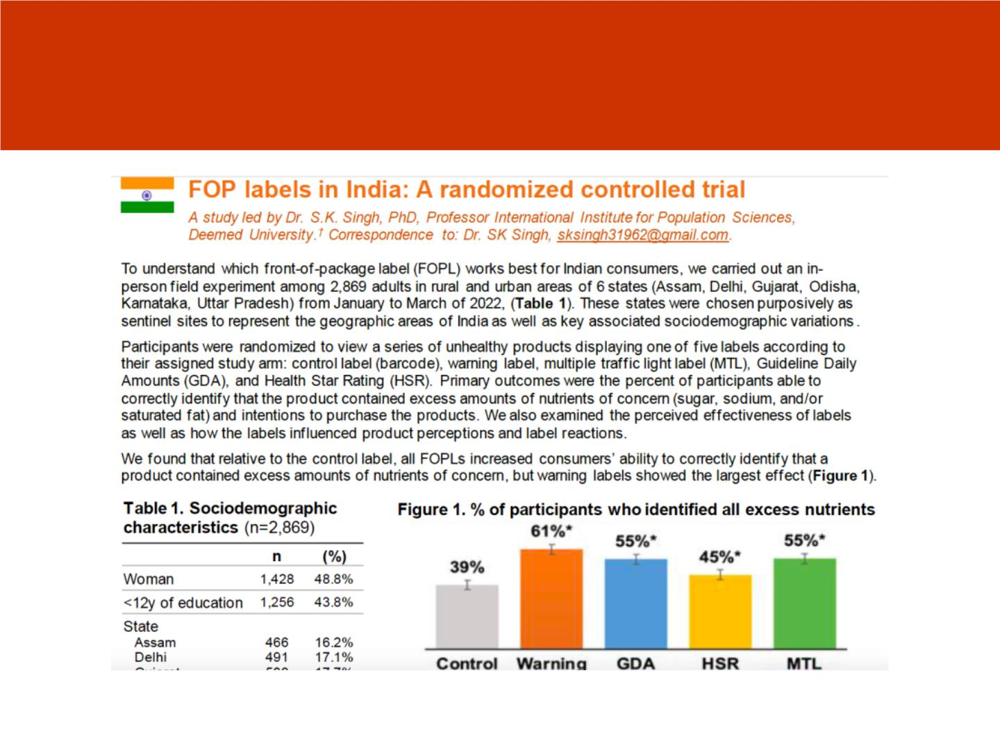 FOP labels in India: A randomized controlled trial
A study led by Dr. S.K. Singh, PhD, Professor International Institute for Population Sciences,
Deemed University.† Correspondence to: Dr. SK Singh, sksingh31962@gmail.com.
To understand which front-of-package label (FOPL) works best for Indian consumers, we carried out an in-
person field experiment among 2,869 adults in rural and urban areas of 6 states (Assam, Delhi, Gujarat, Odisha,
Karnataka, Uttar Pradesh) from January to March of 2022, (Table 1). These states were chosen purposively as
sentinel sites to represent the geographic areas of India as well as key associated sociodemographic variations.
Participants were randomized to view a series of unhealthy products displaying one of five labels according to
their assigned study arm: control label (barcode), warning label, multiple traffic light label (MTL), Guideline Daily
Amounts (GDA), and Health Star Rating (HSR). Primary outcomes were the percent of participants able to
correctly identify that the product contained excess amounts of nutrients of concern (sugar, sodium, and/or
saturated fat) and intentions to purchase the products. We also examined the perceived effectiveness of labels
as well as how the labels influenced product perceptions and label reactions.
We found that relative to the control label, all FOPLs increased consumers' ability to correctly identify that a
product contained excess amounts of nutrients of concern, but warning labels showed the largest effect (Figure 1).
Table 1. Sociodemographic
characteristics (n=2,869)
n (%)
Woman 1,428 48.8%
<12y of education 1,256 43.8%
State
Assam 466 16.2%
Delhi 491 17.1%
Figure 1. % of participants who identified all excess nutrients
39% 61%* 55%* 45%* 55%*
Control Warning GDA HSR MTL